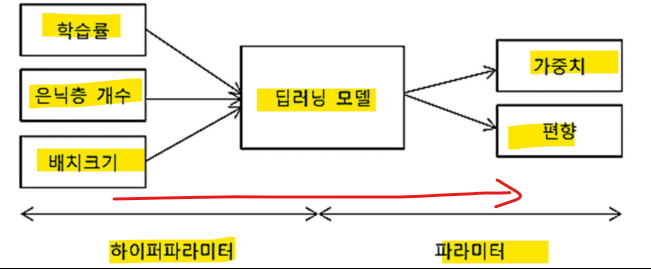 학습률
은닉층 개수
배치크기
딥러닝 모델
가중치
편향
하이퍼파라미터
파라미터